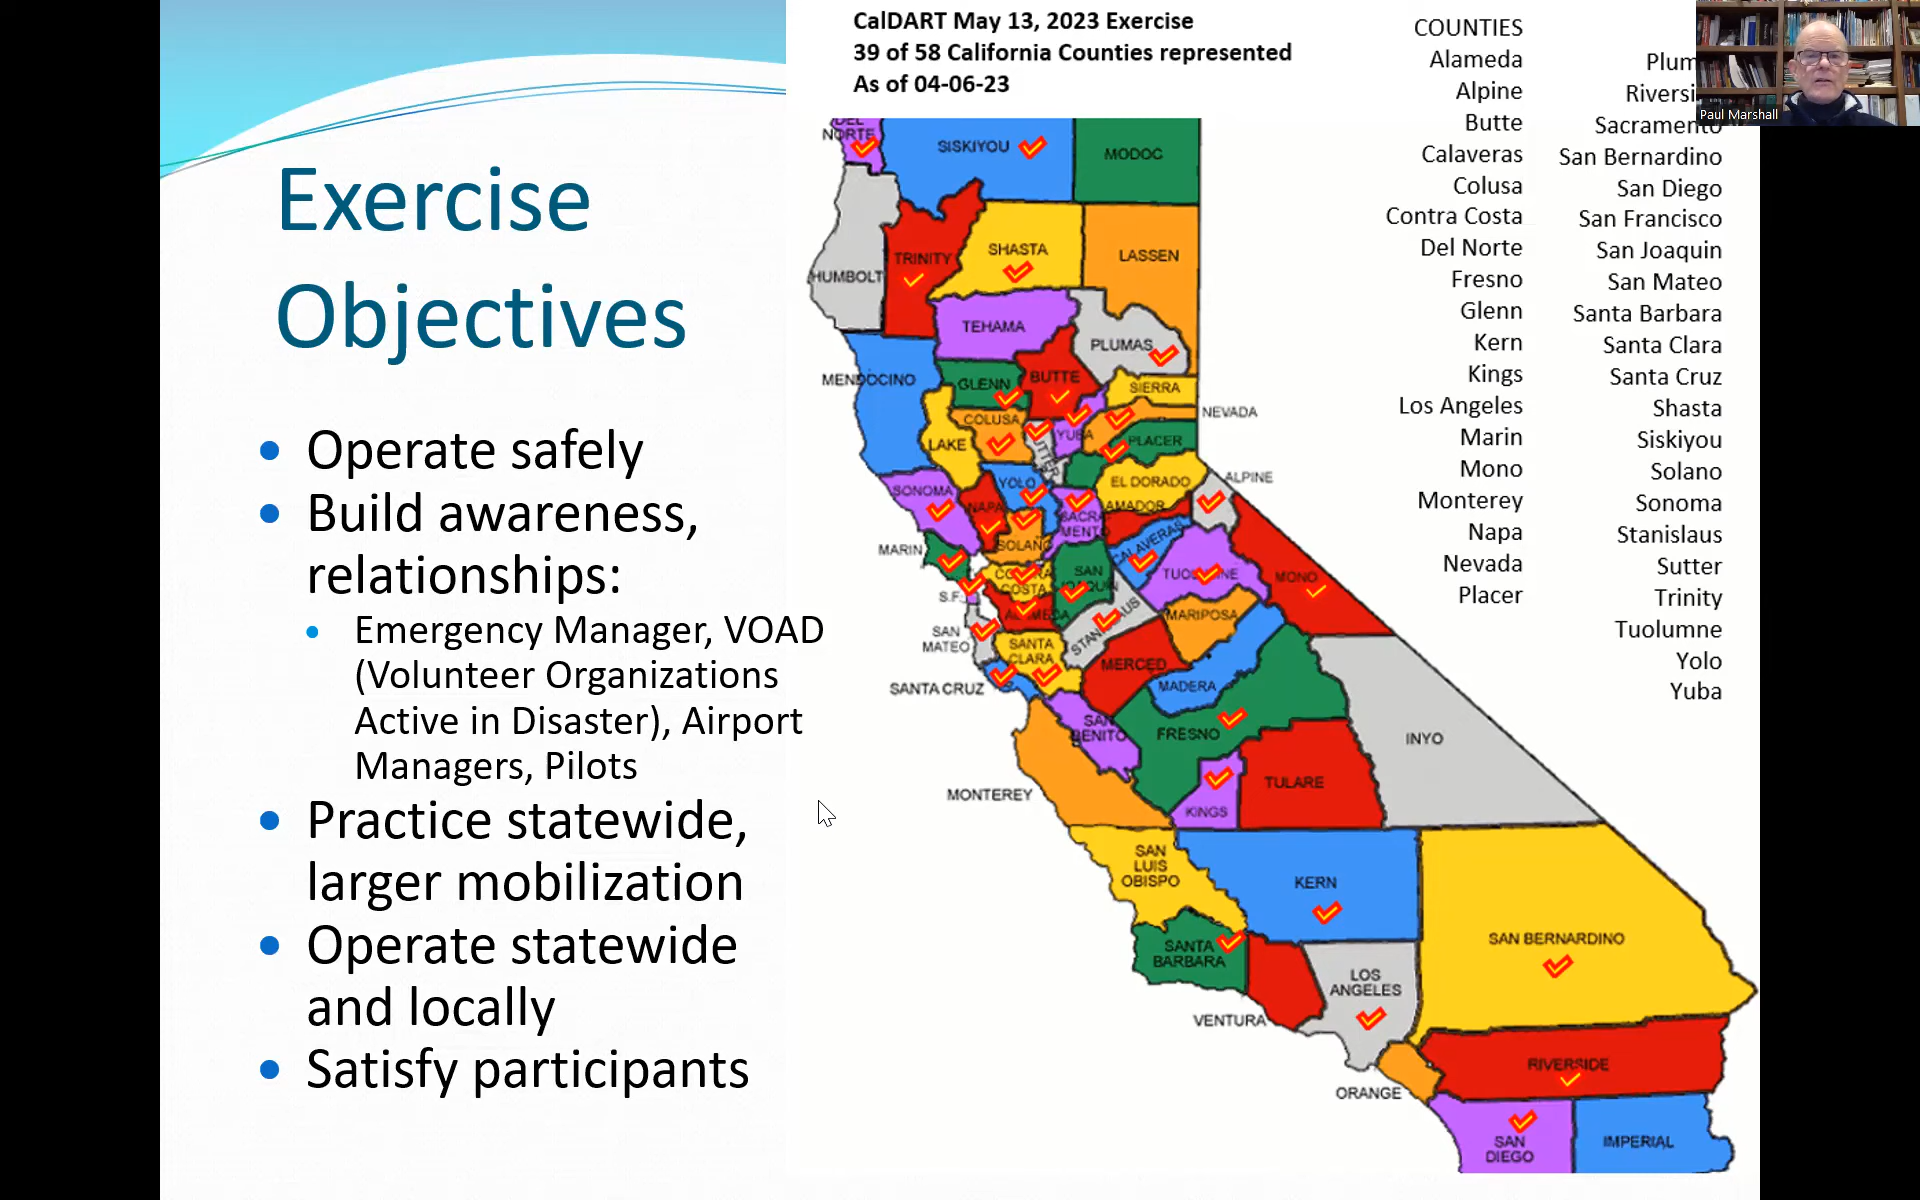 Exercise
Objectives
Operate safely
Build awareness,
relationships:
Emergency Manager, VOAD
(Volunteer Organizations
Active in Disaster), Airport
Managers, Pilots
Practice statewide,
larger mobilization
Operate statewide
and locally
Satisfy participants
CalDART May 13, 2023 Exercise
39 of 58 California Counties represented
As of 04-06-23
DEL
NORTE
SISKIYOU
MODOC
HUMBOLT
TRINITY
SHASTA
LASSEN
TEHAMA
PLUMAS
MENDOCINO
GLENN
BUTTE
SIERRA
NEVADA
COLUSA
LAKE
YUBA
PLACER
SONOMA
YOLO
EL DORADO
ALPINE
NAPA
SACRA
MENTO
AMADOR
MARIN
SOLANO
CALAVERAS
TUOLUMNE
MONO
S.F.
CONTRA
COSTA
SAN
JOAQUIN
ALAMEDA
MARIPOSA
SAN
MATEO
SANTA
CLARA
STANISLAUS
MERCED
SANTA CRUZ
MADERA
SAN
BENITO
FRESNO
INYO
MONTEREY
KINGS
TULARE
SAN
LUIS
OBISPO
KERN
SANTA
BARBARA
SAN BERNARDINO
LOS
ANGELES
VENTURA
RIVERSIDE
ORANGE
SAN
DIEGO
IMPERIAL
COUNTIES
Alameda
Alpine
Butte
Calaveras
Colusa
Contra Costa
Del Norte
Fresno
Glenn
Kern
Kings
Los Angeles
Marin
Mono
Monterey
Napa
Nevada
Placer
Plum
Riversi
Sacramento
San Bernardino
San Diego
San Francisco
San Joaquin
San Mateo
Santa Barbara
Santa Clara
Santa Cruz
Shasta
Siskiyou
Solano
Sonoma
Stanislaus
Sutter
Trinity
Tuolumne
Yolo
Yuba
Paul Marshall